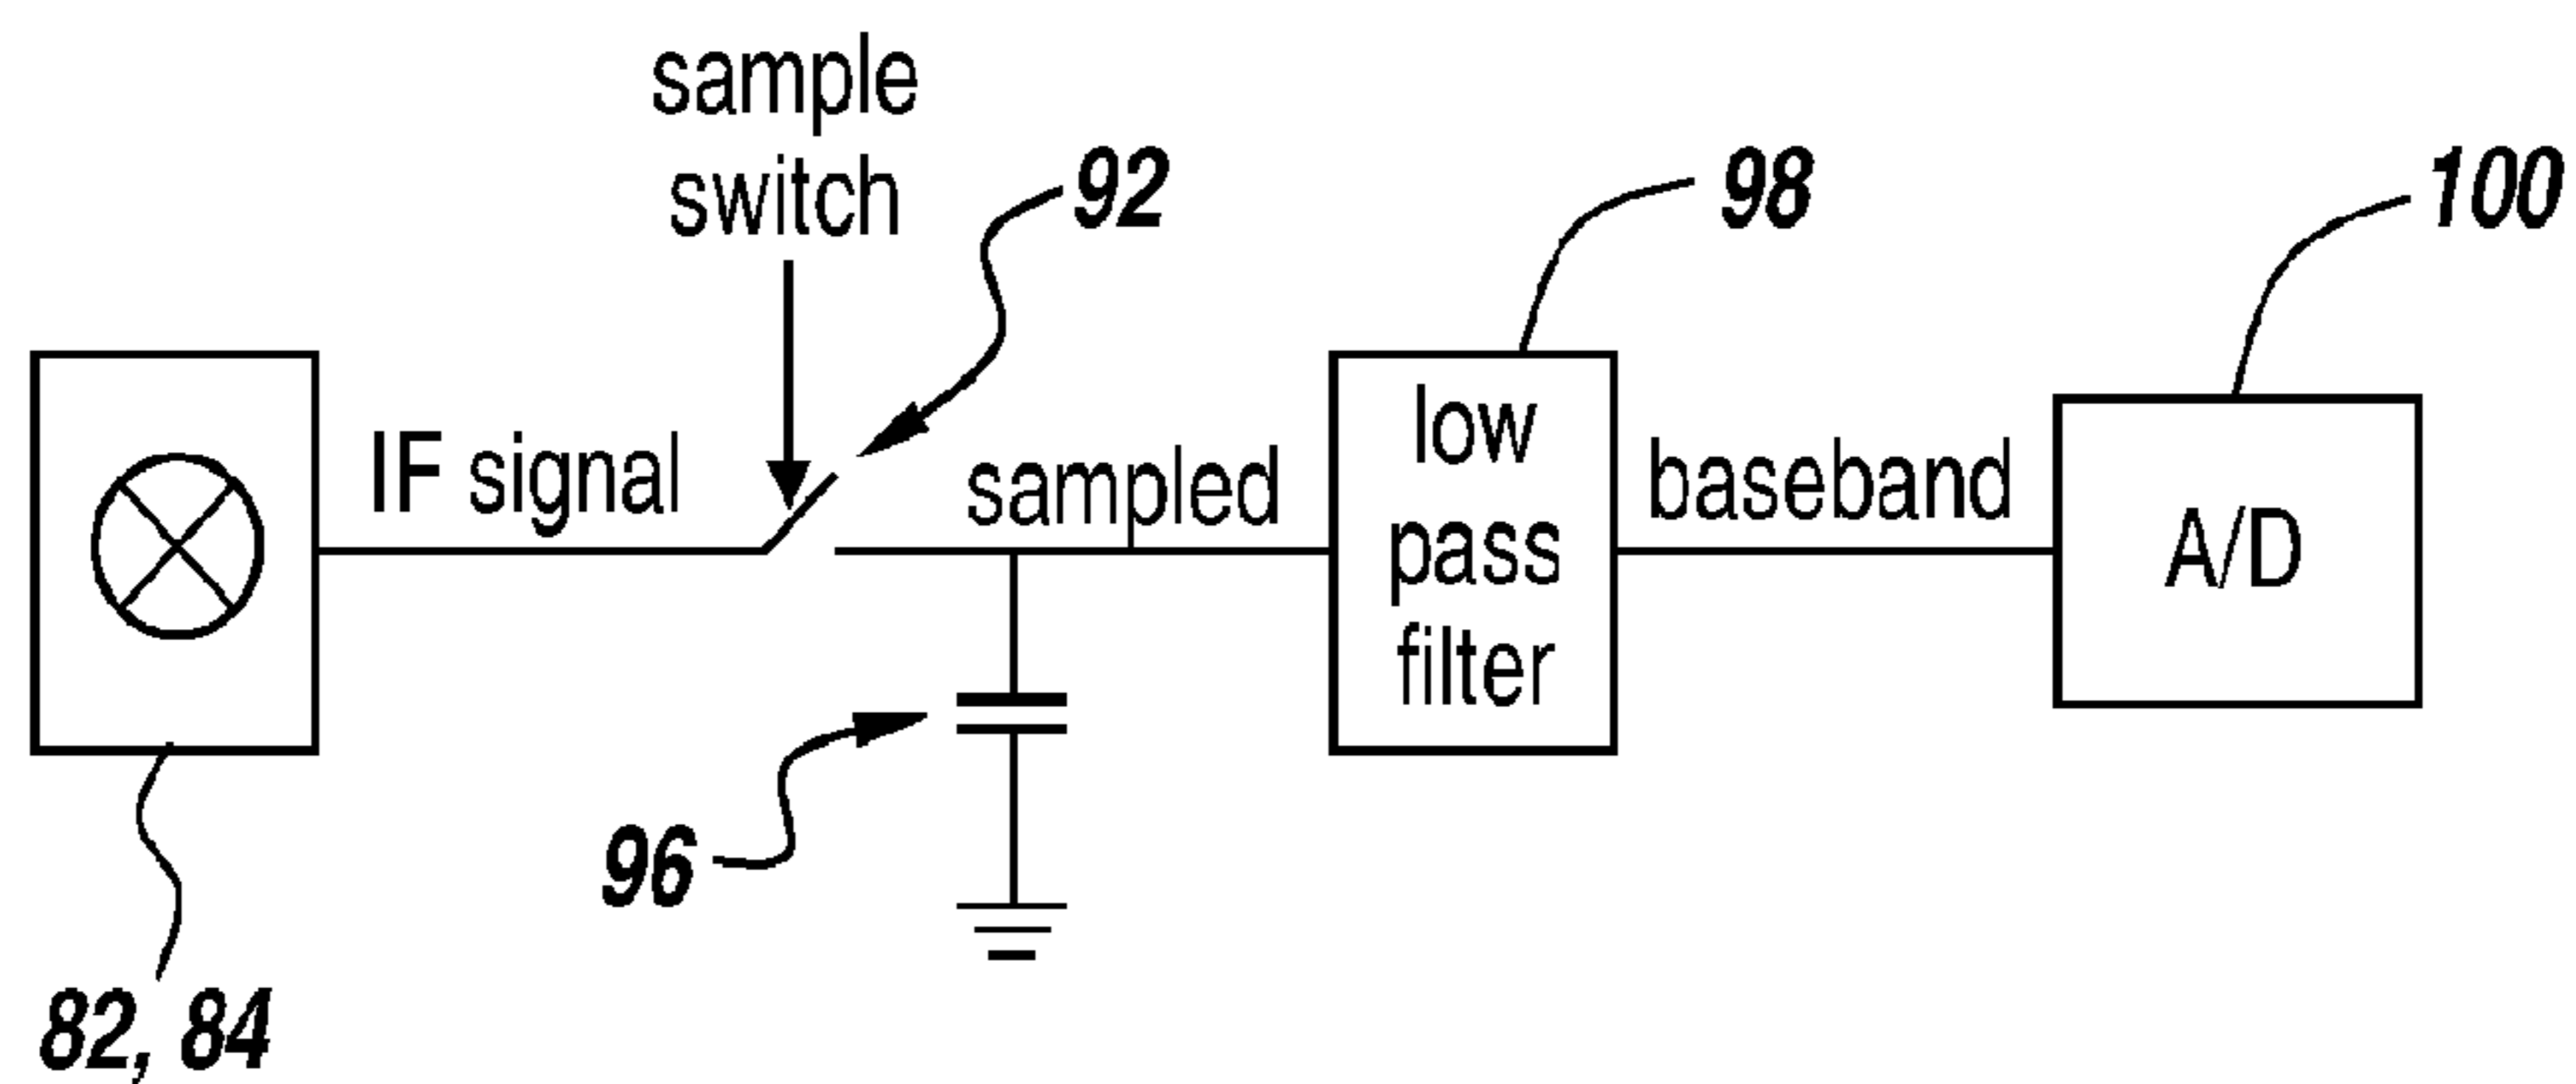 sample
switch
92
98
100
IF signal
sampled
low
pass
filter
baseband
A/D
96
82, 84